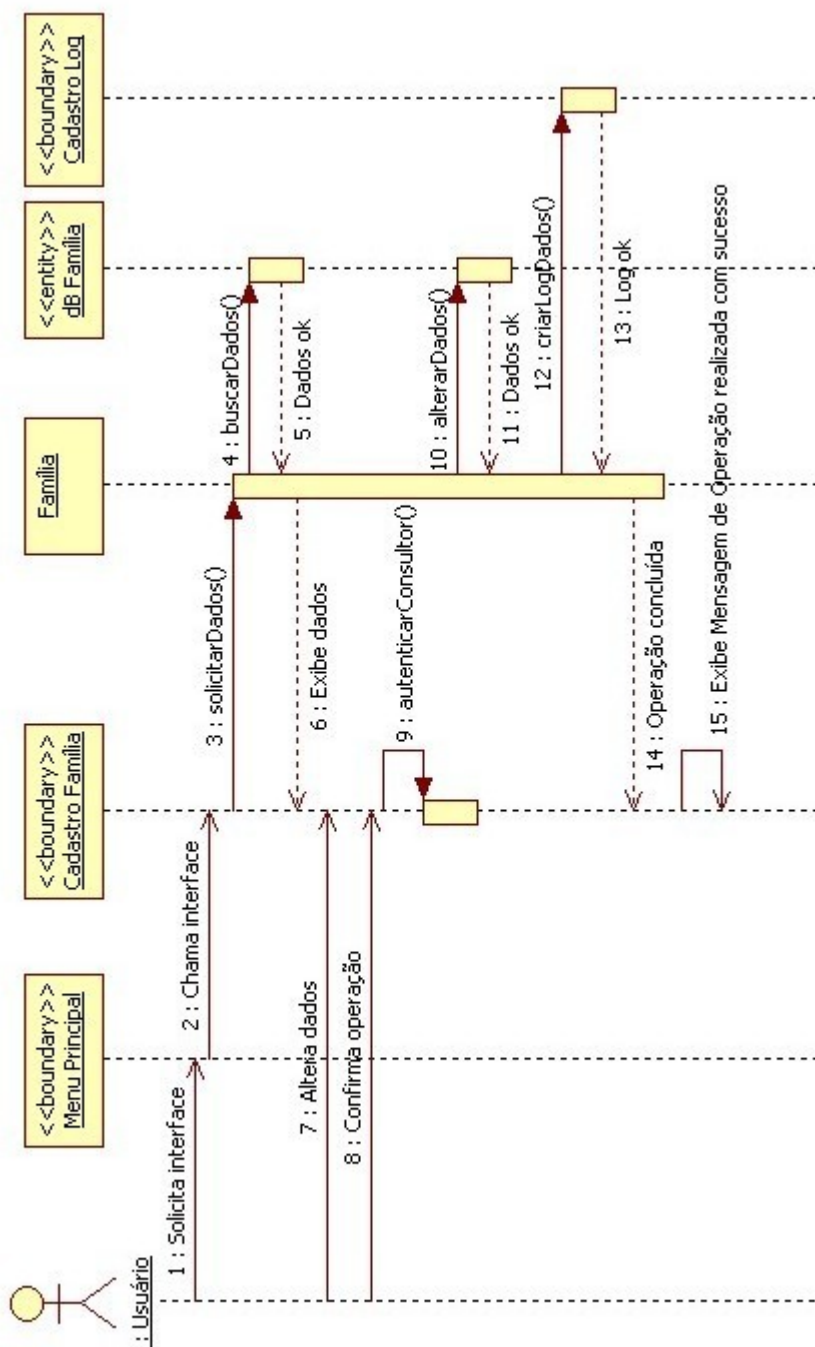 : Usuário
<<boundary>>
Menu Principal
<<boundary>>
Cadastro Família
Família
<<entity>>
dB Família
<<boundary>>
Cadastro Log
1 : Solicita interface
2 : Chama interface
3 : solicitarDados()
4 : buscarDados()
5 : Dados ok
6 : Exibe dados
7 : Altera dados
8 : Confirma operação
9 : autenticarConsultor()
10 : alterarDados()
11 : Dados ok
12 : criarLogDados()
13 : Log ok
14 : Operação concluída
15 : Exibe Mensagem de Operação realizada com sucesso